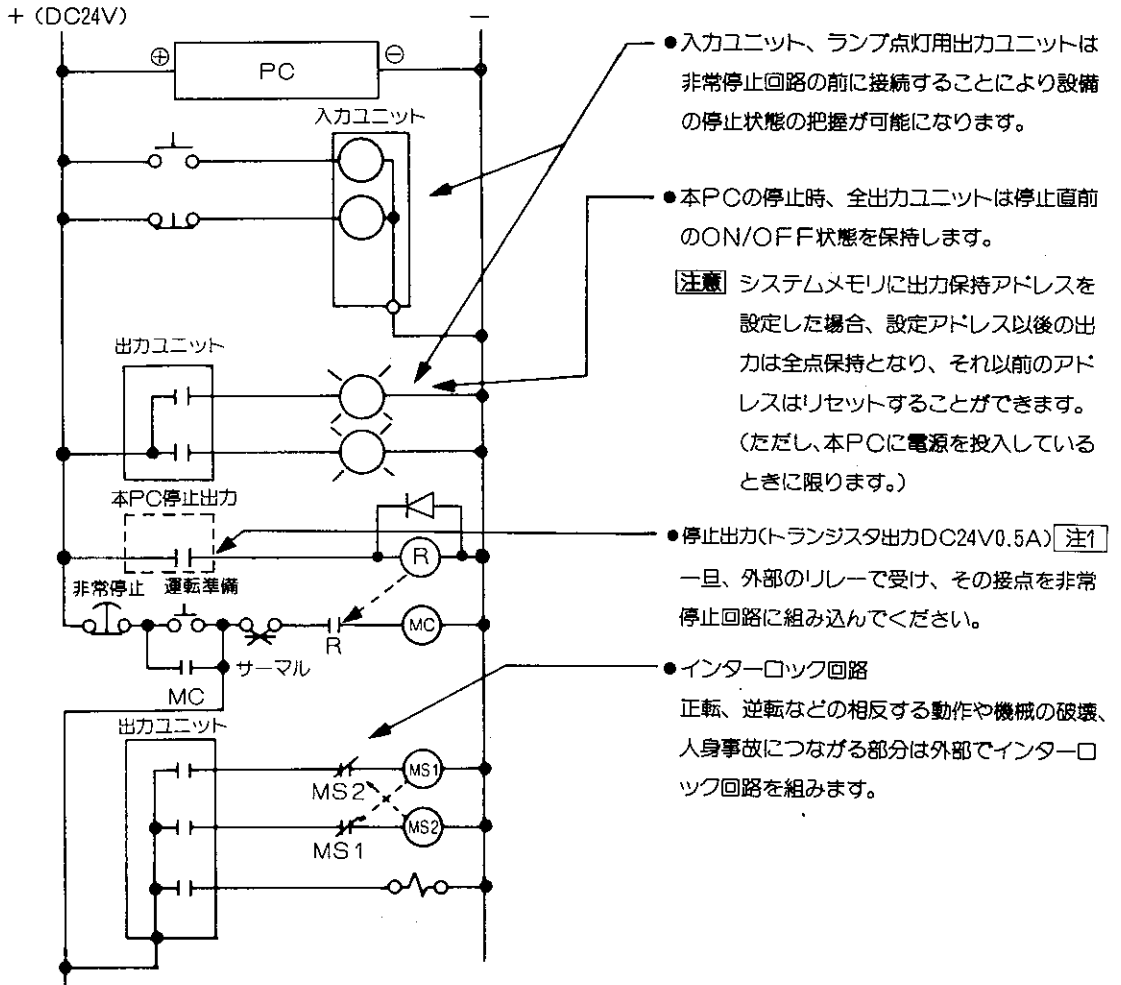 + (DC24V)
−
⊕ PC ⊖
入力ユニット
出力ユニット
本PC停止出力
R
非常停止
運転準備
MC
R
サーマル
MC
出力ユニット
MS1
MS2
MS2
MS1
●入力ユニット、ランプ点灯用出力ユニットは
非常停止回路の前に接続することにより設備
の停止状態の把握が可能になります。
●本PCの停止時、全出力ユニットは停止直前
のON/OFF状態を保持します。
注意 システムメモリに出力保持アドレスを
設定した場合、設定アドレス以後の出
力は全点保持となり、それ以前のアド
レスはリセットすることができます。
(ただし、本PCに電源を投入している
ときに限ります。)
●停止出力(トランジスタ出力DC24V0.5A) 注1
一旦、外部のリレーで受け、その接点を非常
停止回路に組み込んでください。
●インターロック回路
正転、逆転などの相反する動作や機械の破壊、
人身事故につながる部分は外部でインターロ
ック回路を組みます。